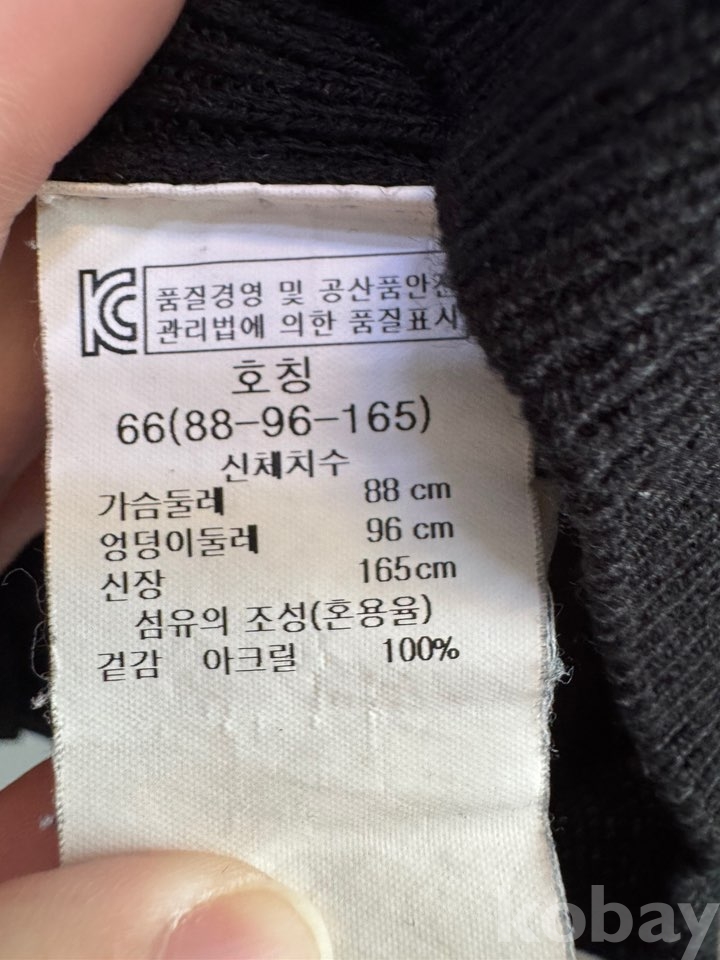 KC 품질경영 및 공산품안전
관리법에 의한 품질표시
호칭
66(88-96-165)
신체치수
가슴둘레 88 cm
엉덩이둘레 96 cm
신장 165cm
섬유의 조성(혼용율)
겉감 아크릴 100%
kobay